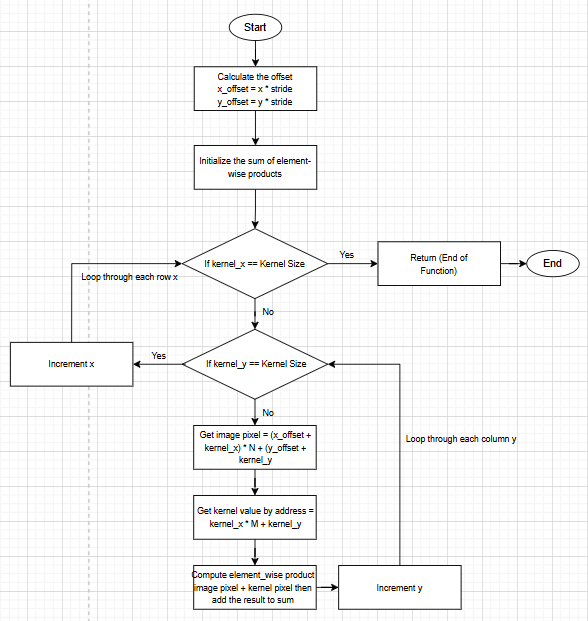 Start
Calculate the offset
x_offset = x * stride
y_offset = y * stride
Initialize the sum of element-
wise products
If kernel_x == Kernel Size
Yes
Return (End of
Function)
End
Loop through each row x
No
If kernel_y == Kernel Size
Yes
Increment x
No
Get image pixel = (x_offset +
kernel_x) * N + (y_offset +
kernel_y
Loop through each column y
Get kernel value by address =
kernel_x * M + kernel_y
Compute element_wise product
image pixel + kernel pixel then
add the result to sum
Increment y